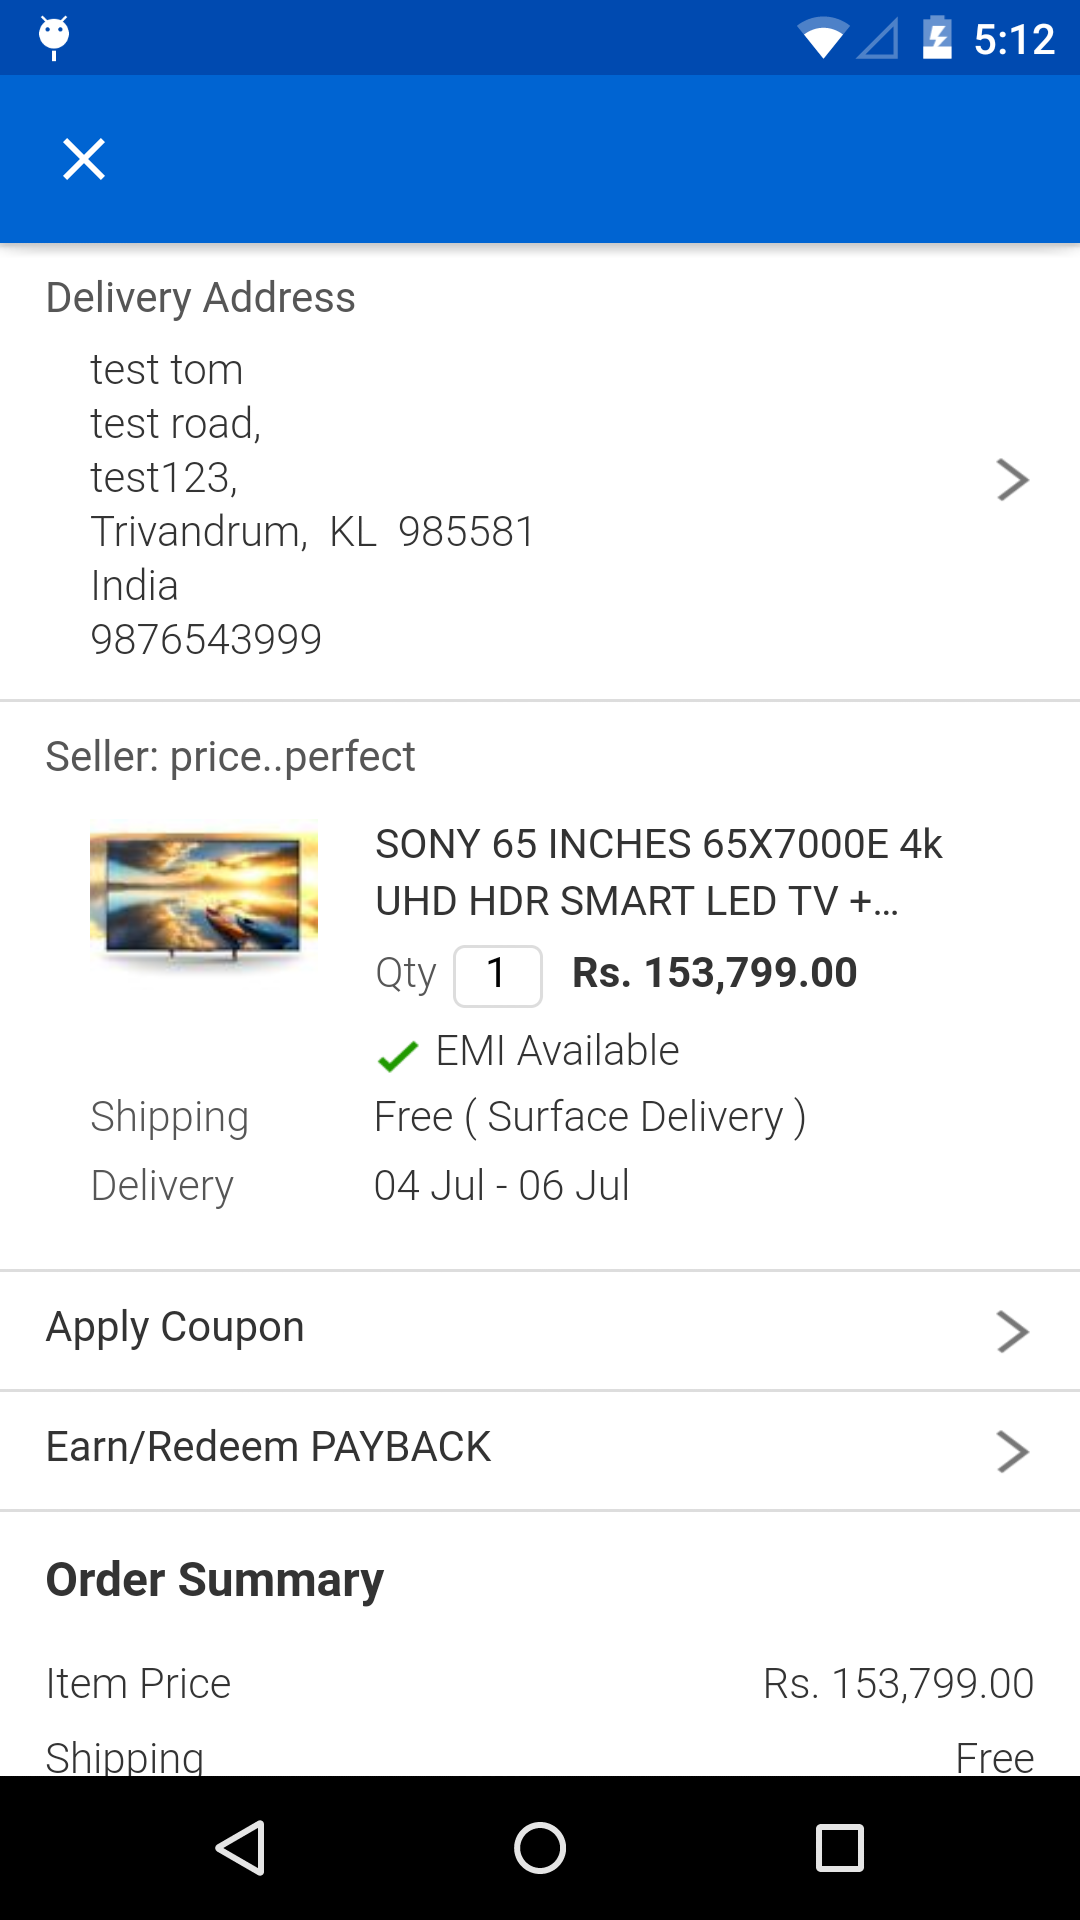 5:12
Delivery Address
test tom
test road,
test123,
Trivandrum, KL 985581
India
9876543999
Seller: price..perfect
SONY 65 INCHES 65X7000E 4k
UHD HDR SMART LED TV +...
Qty 1 Rs. 153,799.00
EMI Available
Shipping Free ( Surface Delivery )
Delivery 04 Jul - 06 Jul
Apply Coupon
Earn/Redeem PAYBACK
Order Summary
Item Price Rs. 153,799.00
Shipping Free